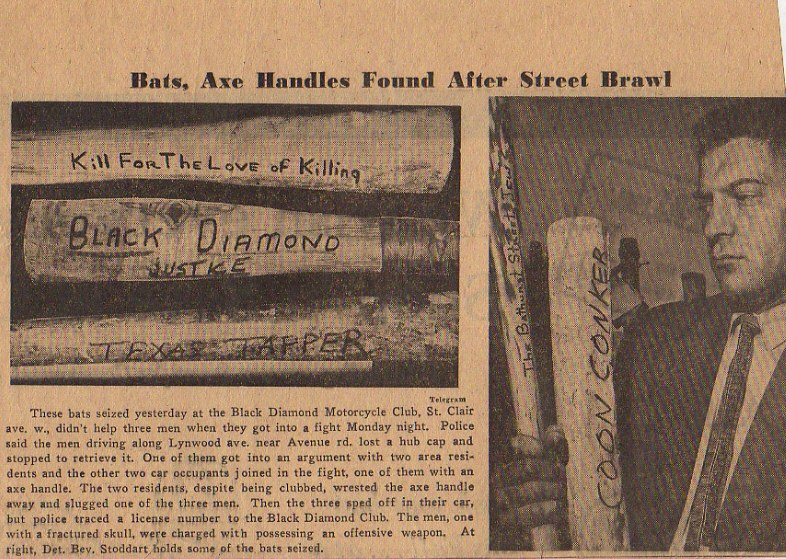 Bats, Axe Handles Found After Street Brawl
Kill For The Love of Killing
BLACK DIAMOND
JUSTICE
TEXAS TAPPER
The Bathurst Street
COON CONKER
Telegram
These bats seized yesterday at the Black Diamond Motorcycle Club, St. Clair
ave. w., didn't help three men when they got into a fight Monday night. Police
said the men driving along Lynwood ave. near Avenue rd. lost a hub cap and
stopped to retrieve it. One of them got into an argument with two area resi-
dents and the other two car occupants joined in the fight, one of them with an
axe handle. The two residents, despite being clubbed, wrested the axe handle
away and slugged one of the three men. Then the three sped off in their car,
but police traced a license number to the Black Diamond Club. The men, one
with a fractured skull, were charged with possessing an offensive weapon. At
right, Det. Bev. Stoddart holds some of the bats seized.